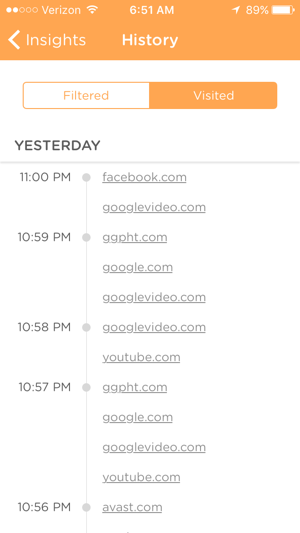 Verizon 6:51 AM 89%
Insights History
Filtered Visited
YESTERDAY
11:00 PM facebook.com
googlevideo.com
10:59 PM ggpht.com
google.com
googlevideo.com
10:58 PM googlevideo.com
youtube.com
10:57 PM ggpht.com
google.com
googlevideo.com
youtube.com
10:56 PM avast.com